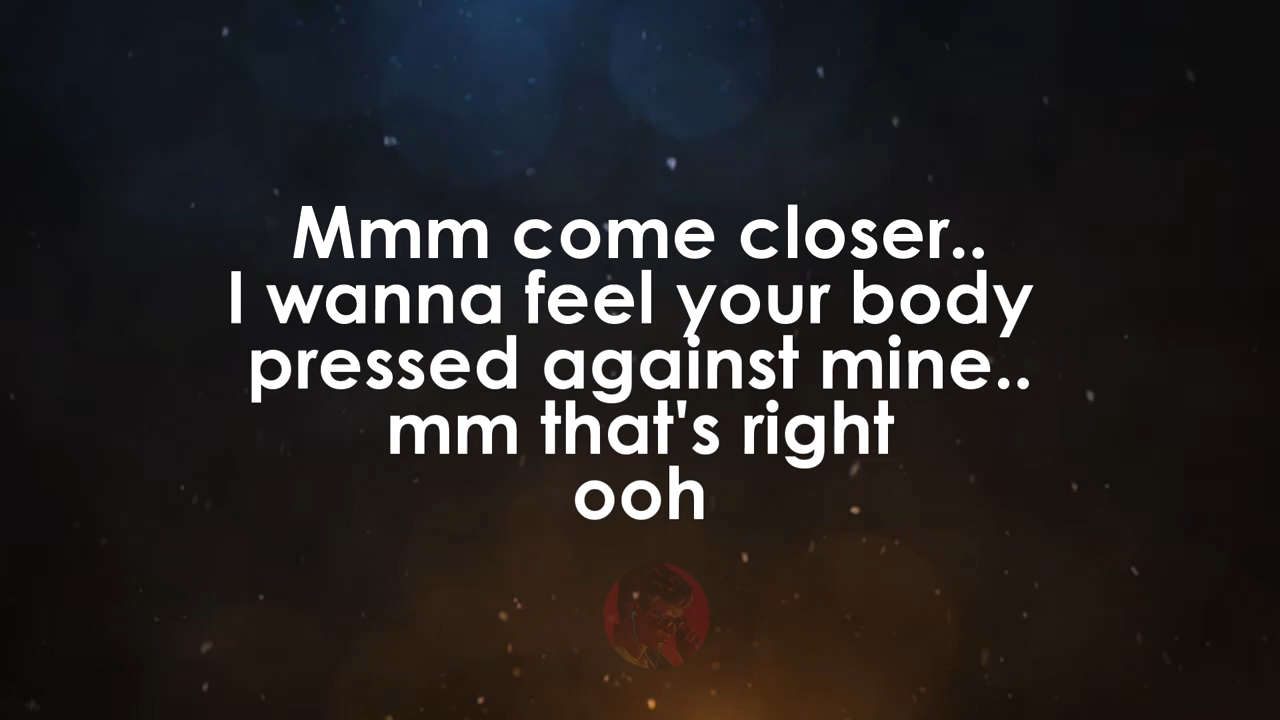 Mmm come closer..
I wanna feel your body
pressed against mine..
mm that's right
ooh